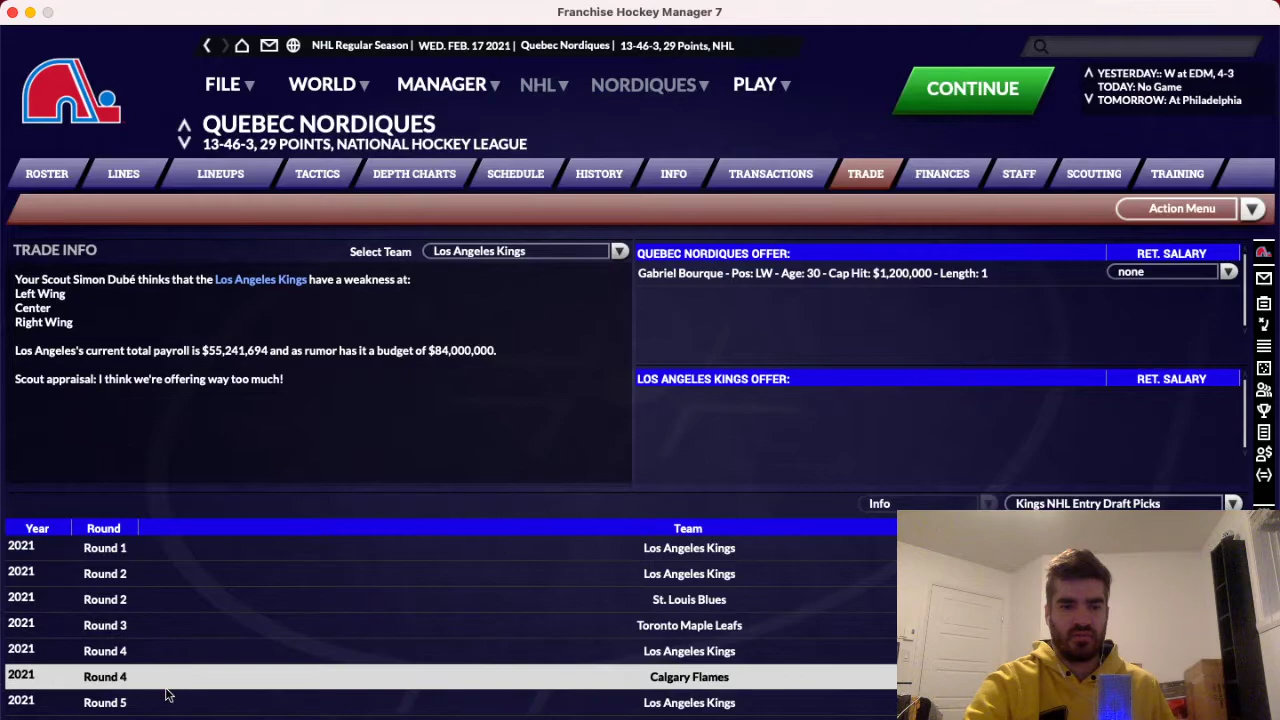 Franchise Hockey Manager 7
NHL Regular Season | WED. FEB. 17 2021 | Quebec Nordiques | 13-46-3, 29 Points, NHL
FILE WORLD MANAGER NHL NORDIQUES PLAY
CONTINUE
YESTERDAY:: W at EDM, 4-3
TODAY: No Game
TOMORROW: At Philadelphia
QUEBEC NORDIQUES
13-46-3, 29 POINTS, NATIONAL HOCKEY LEAGUE
ROSTER LINES LINEUPS TACTICS DEPTH CHARTS SCHEDULE HISTORY INFO TRANSACTIONS TRADE FINANCES STAFF SCOUTING TRAINING
Action Menu
TRADE INFO
Select Team Los Angeles Kings
Your Scout Simon Dubé thinks that the Los Angeles Kings have a weakness at:
Left Wing
Center
Right Wing
Los Angeles's current total payroll is $55,241,694 and as rumor has it a budget of $84,000,000.
Scout appraisal: I think we're offering way too much!
QUEBEC NORDIQUES OFFER: RET. SALARY
Gabriel Bourque - Pos: LW - Age: 30 - Cap Hit: $1,200,000 - Length: 1 none
LOS ANGELES KINGS OFFER: RET. SALARY
Info Kings NHL Entry Draft Picks
Year Round Team
2021 Round 1 Los Angeles Kings
2021 Round 2 Los Angeles Kings
2021 Round 2 St. Louis Blues
2021 Round 3 Toronto Maple Leafs
2021 Round 4 Los Angeles Kings
2021 Round 4 Calgary Flames
2021 Round 5 Los Angeles Kings